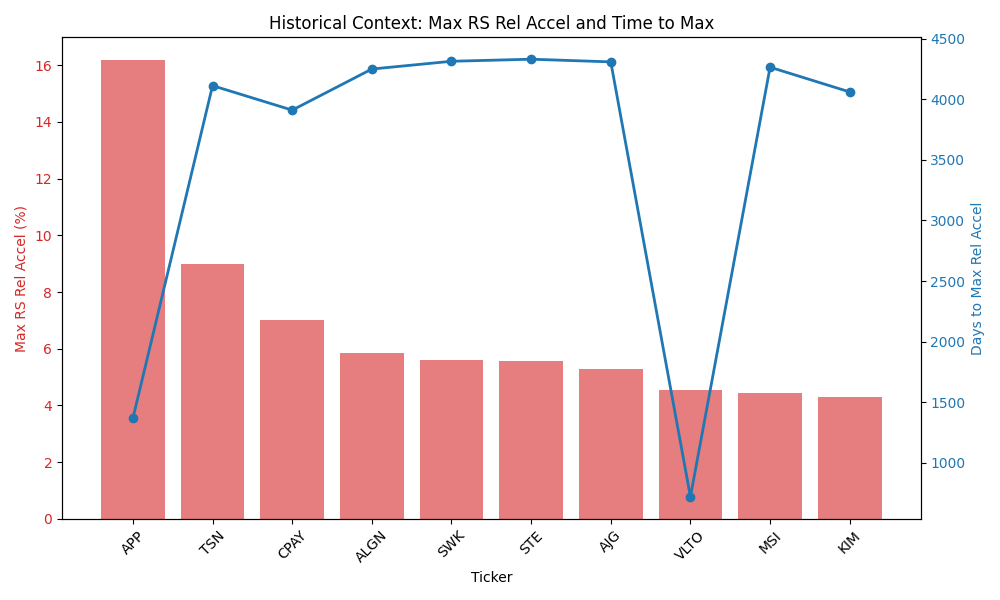 Historical Context: Max RS Rel Accel and Time to Max
Max RS Rel Accel (%)
16
14
12
10
8
6
4
2
0
4500
4000
3500
3000
2500
2000
1500
1000
Days to Max Rel Accel
APP
TSN
CPAY
ALGN
SWK
STE
AJG
VLTO
MSI
KIM
Ticker